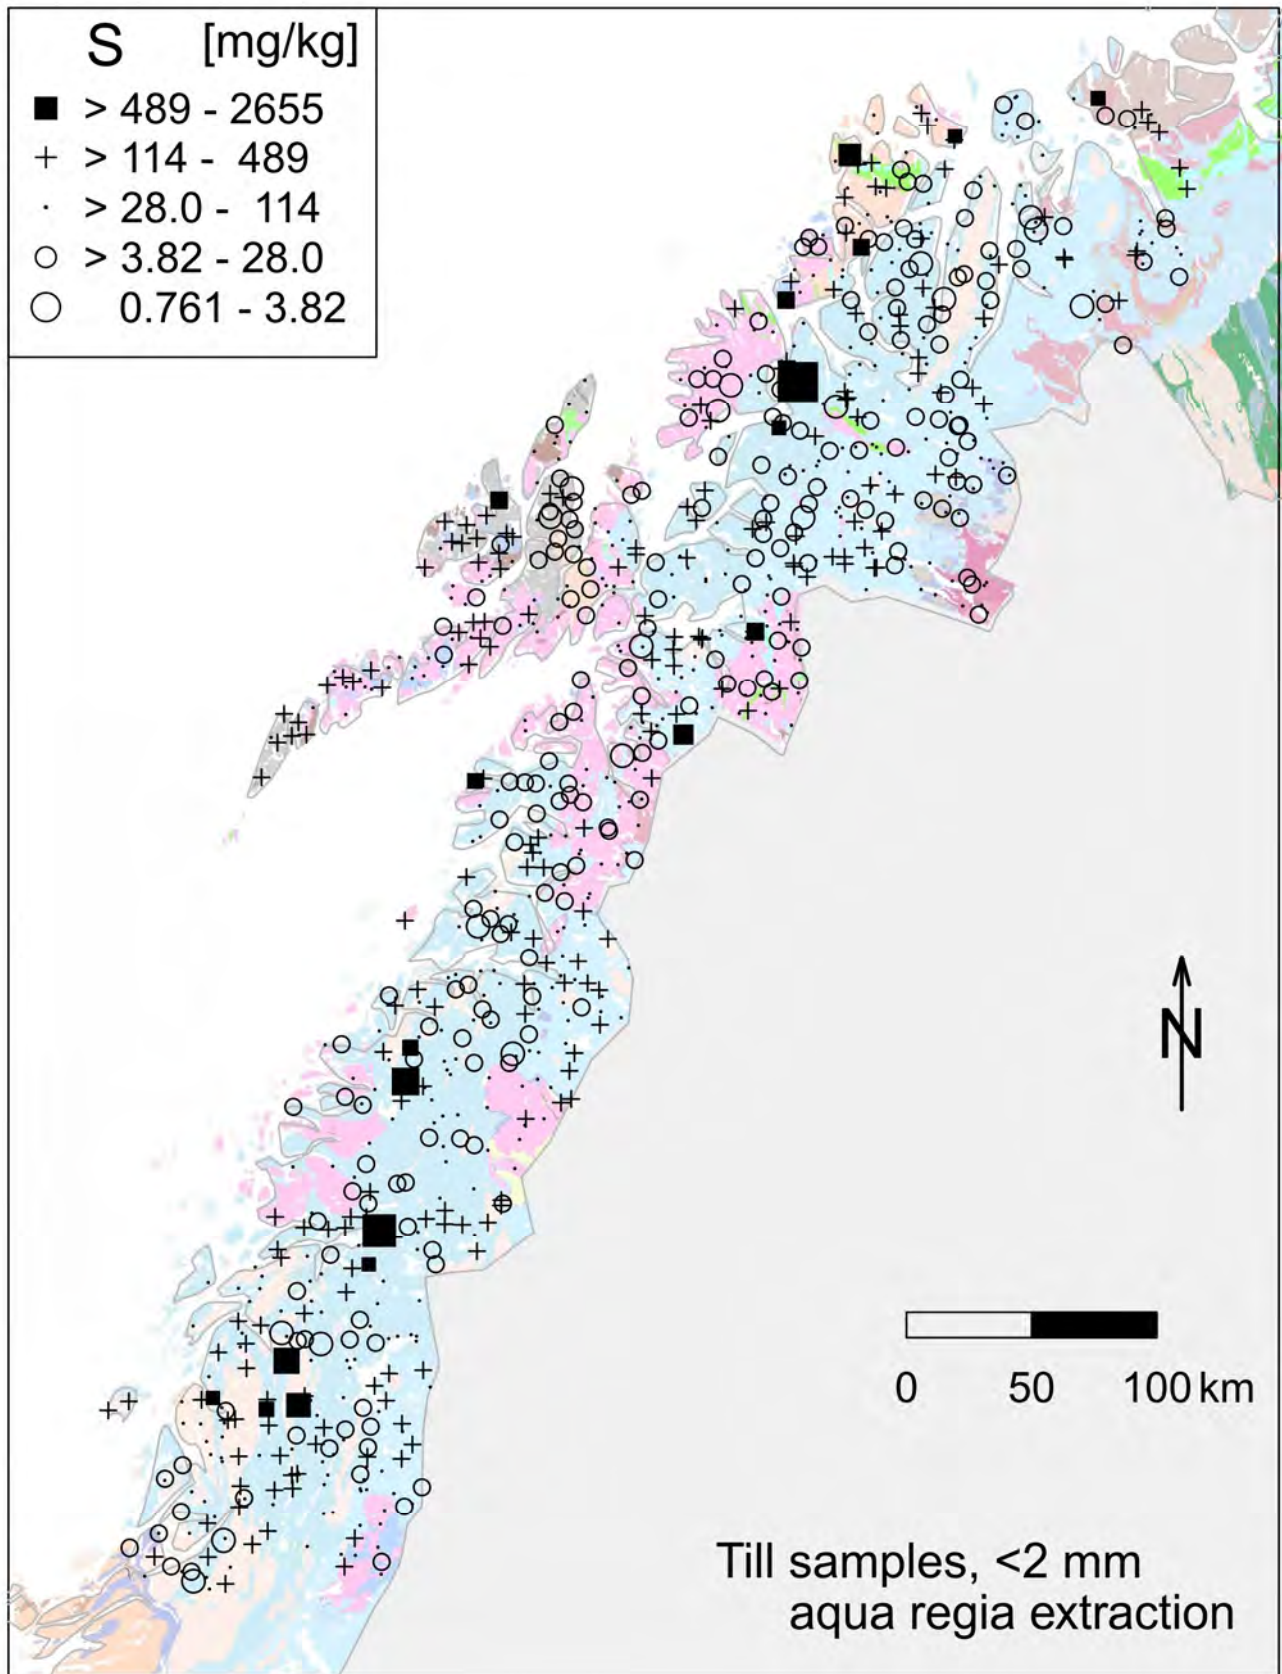 S [mg/kg]
> 489 - 2655
> 114 - 489
> 28.0 - 114
> 3.82 - 28.0
0.761 - 3.82
N
0 50 100 km
Till samples, <2 mm
aqua regia extraction